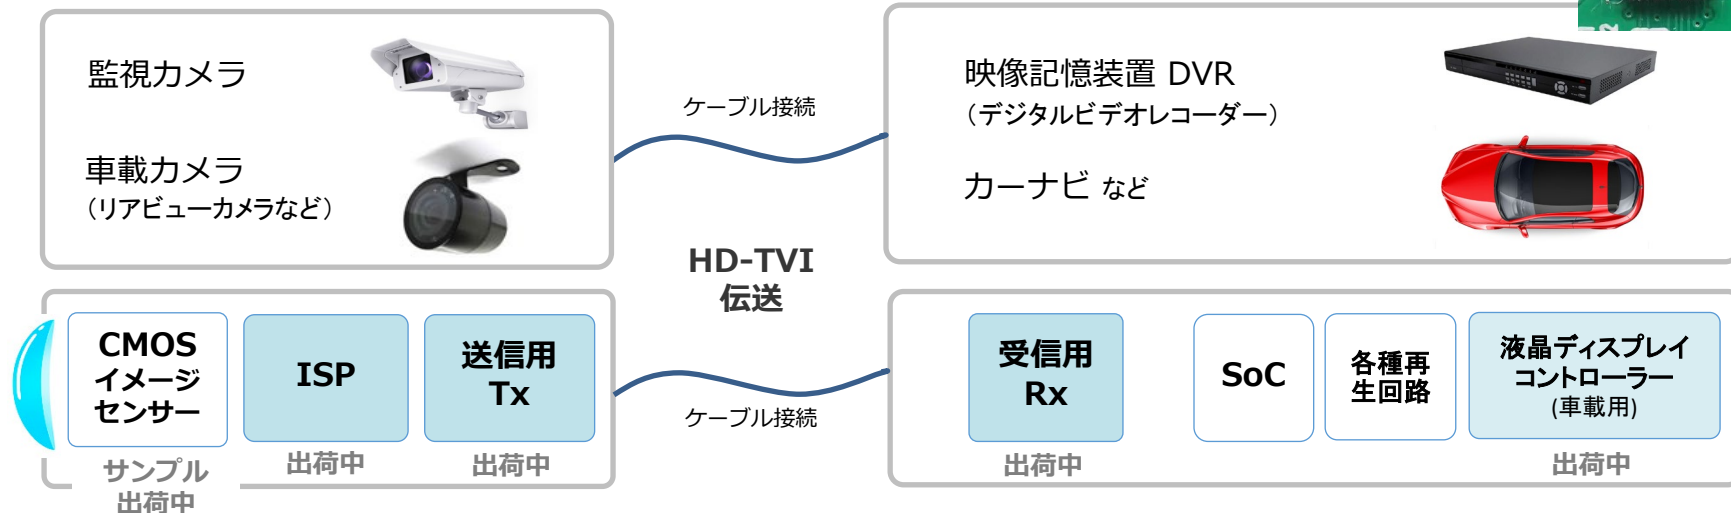 監視カメラ
車載カメラ
（リアビューカメラなど）
ケーブル接続
映像記憶装置 DVR
（デジタルビデオレコーダー）
カーナビ など
HD-TVI
伝送
CMOS
イメージ
センサー
サンプル
出荷中
ISP
出荷中
送信用
Tx
出荷中
ケーブル接続
受信用
Rx
出荷中
SoC
各種再
生回路
液晶ディスプレイ
コントローラー
(車載用)
出荷中